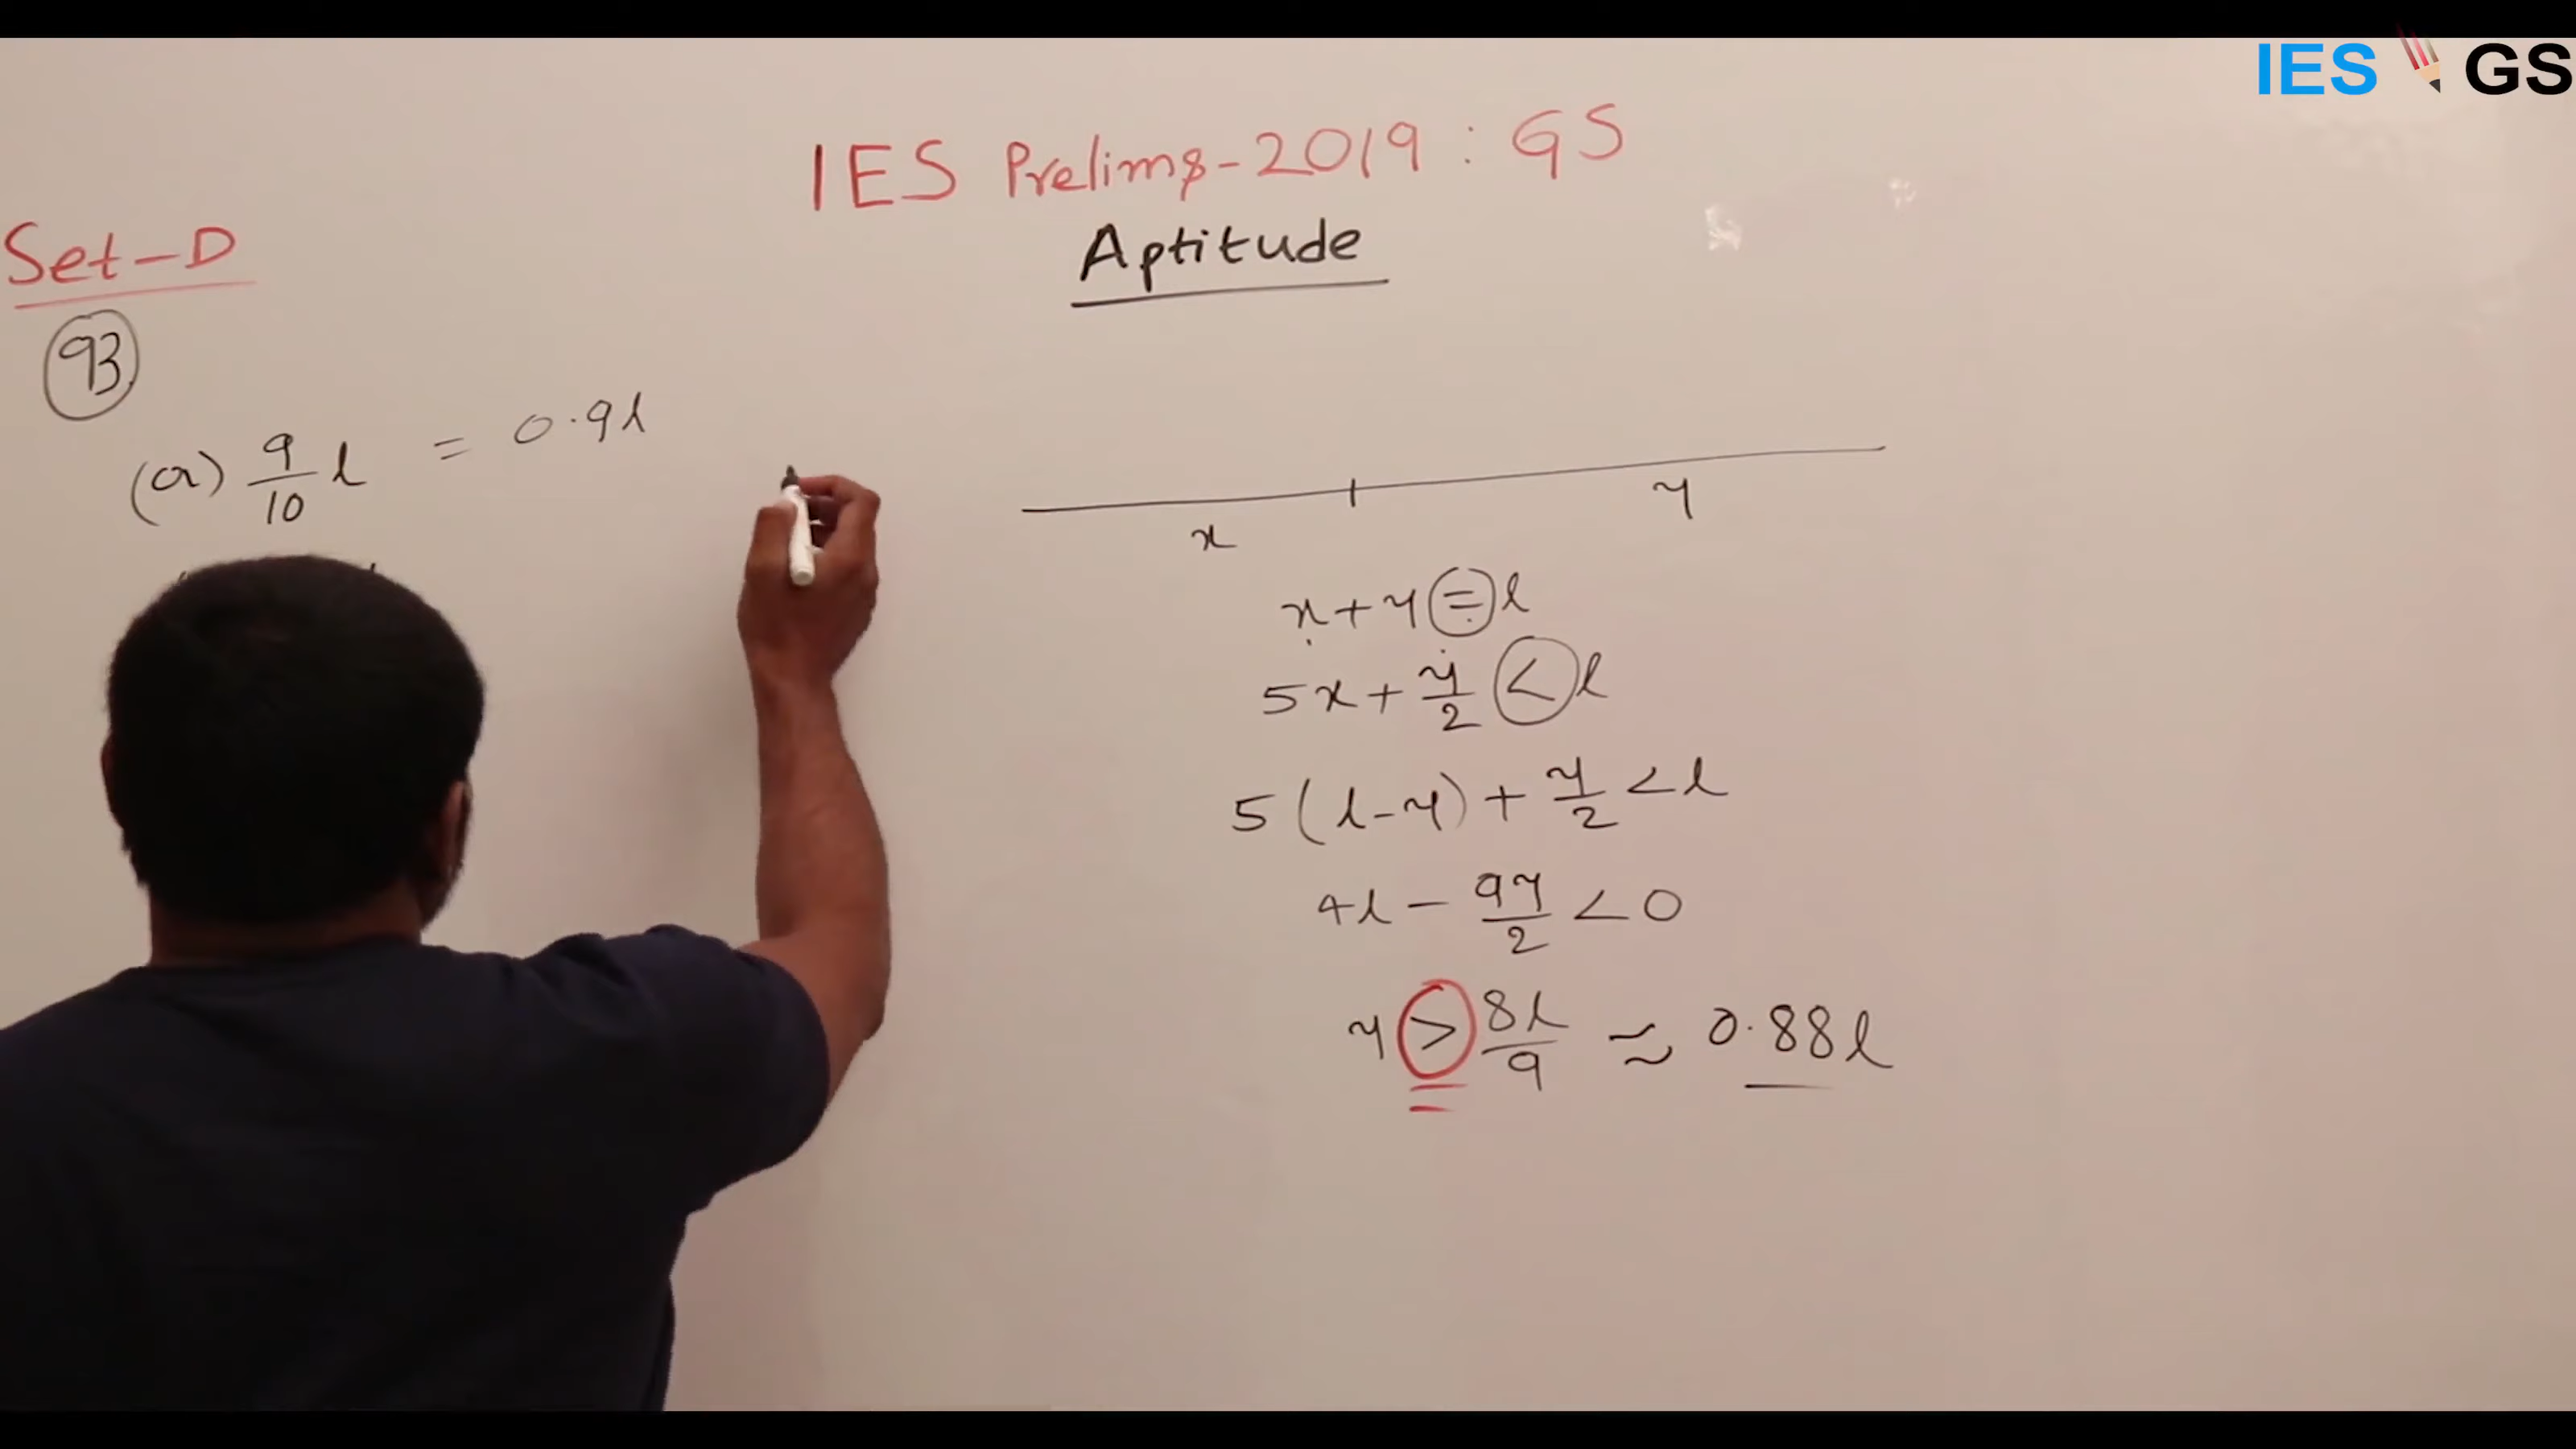 IES GS
IES Prelims-2019 : GS
Aptitude
Set-D
93
(a) 9/10 l = 0.9l
x y
x + y = l
5x + y/2 < l
5(l-y) + y/2 < l
4l - 9y/2 < 0
y > 8l/9 ≈ 0.88l